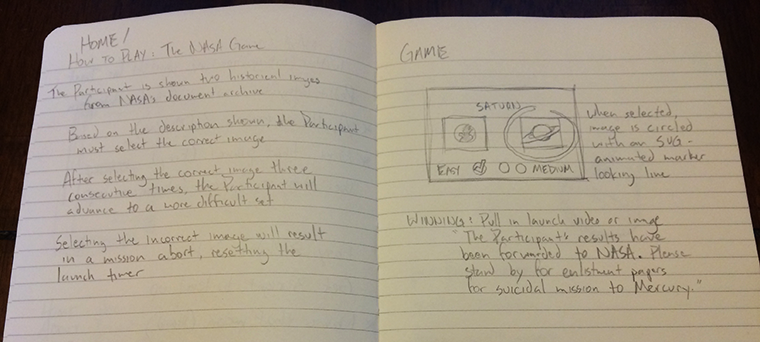 HOME!
HOW TO PLAY: THE NASA Game
The Participant is shown two historical images
from NASA's document archive
Based on the description shown, the Participant
must select the correct image
After selecting the correct image three
consecutive times, the Participant will
advance to a more difficult set
Selecting the incorrect image will result
in a mission abort, resetting the
launch timer
GAME
SATURN
EASY
MEDIUM
When selected,
image is circled
with an SVG-
animated marker
looking line
WINNING: Pull in launch video or image
"The Participant's results have
been forwarded to NASA. Please
stand by for enlistment papers
for suicidal mission to Mercury."